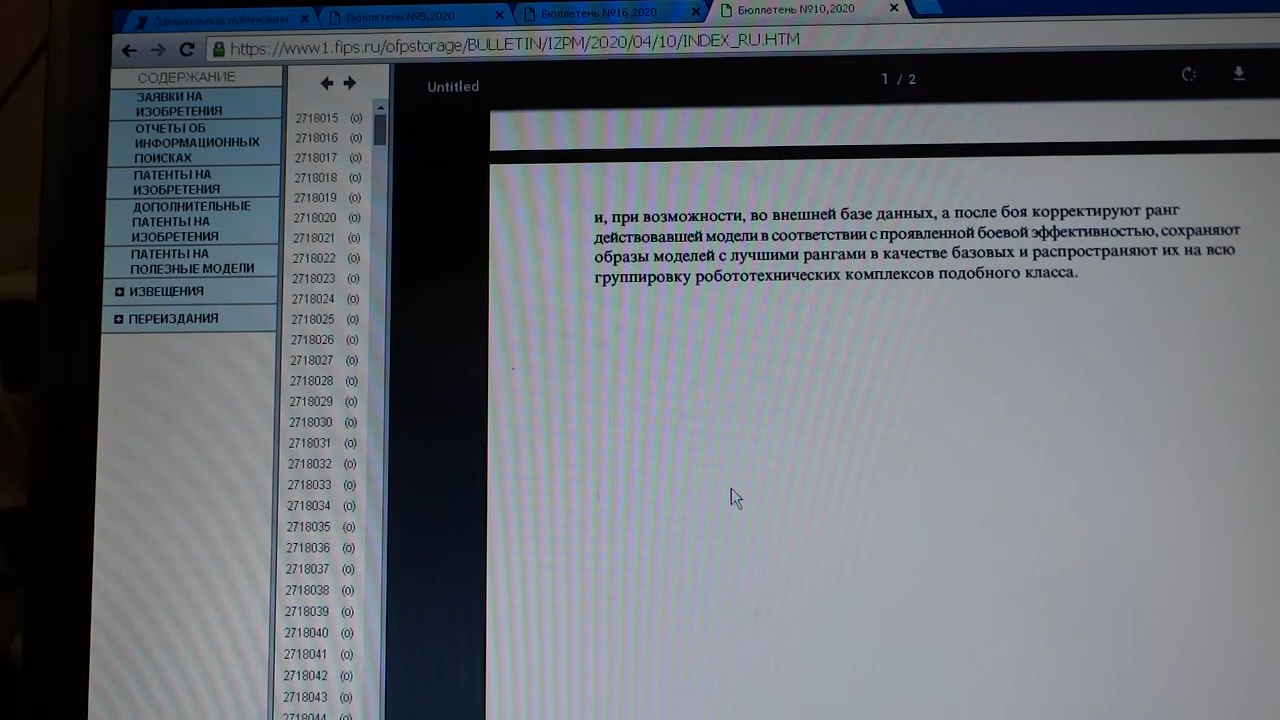 Официальные публикации
Бюллетень №5,2020
Бюллетень №16,2020
Бюллетень №10,2020
https://www1.fips.ru/ofpstorage/BULLETIN/IZPM/2020/04/10/INDEX_RU.HTM
СОДЕРЖАНИЕ
ЗАЯВКИ НА
ИЗОБРЕТЕНИЯ
ОТЧЕТЫ ОБ
ИНФОРМАЦИОННЫХ
ПОИСКАХ
ПАТЕНТЫ НА
ИЗОБРЕТЕНИЯ
ДОПОЛНИТЕЛЬНЫЕ
ПАТЕНТЫ НА
ИЗОБРЕТЕНИЯ
ПАТЕНТЫ НА
ПОЛЕЗНЫЕ МОДЕЛИ
ИЗВЕЩЕНИЯ
ПЕРЕИЗДАНИЯ
2718015 (0)
2718016 (0)
2718017 (0)
2718018 (0)
2718019 (0)
2718020 (0)
2718021 (0)
2718022 (0)
2718023 (0)
2718024 (0)
2718025 (0)
2718026 (0)
2718027 (0)
2718028 (0)
2718029 (0)
2718030 (0)
2718031 (0)
2718032 (0)
2718033 (0)
2718034 (0)
2718035 (0)
2718036 (0)
2718037 (0)
2718038 (0)
2718039 (0)
2718040 (0)
2718041 (0)
2718042 (0)
2718043 (0)
2718044 (0)
Untitled
1 / 2
и, при возможности, во внешней базе данных, а после боя корректируют ранг
действовавшей модели в соответствии с проявленной боевой эффективностью, сохраняют
образы моделей с лучшими рангами в качестве базовых и распространяют их на всю
группировку робототехнических комплексов подобного класса.